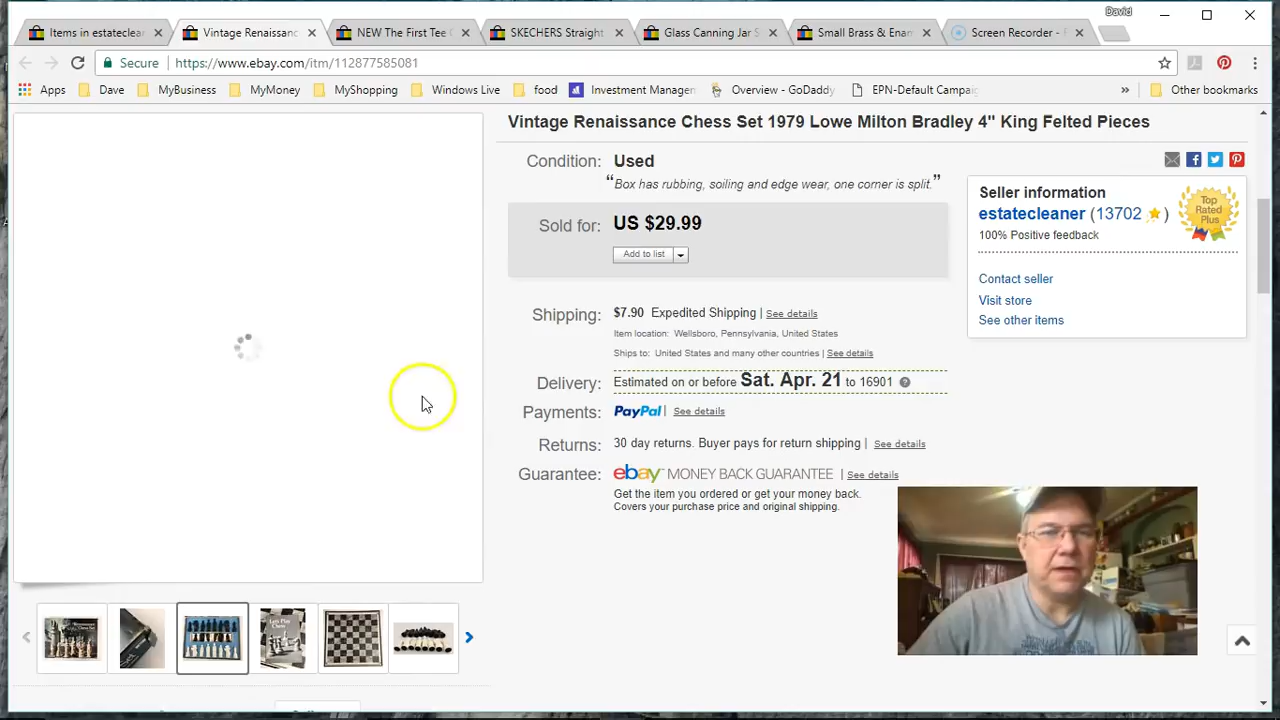 David
Items in estateclea
Vintage Renaissanc
NEW The First Tee
SKECHERS Straight
Glass Canning Jar S
Small Brass & Enam
Screen Recorder - F
Secure
https://www.ebay.com/itm/112877585081
Apps
Dave
MyBusiness
MyMoney
MyShopping
Windows Live
food
Investment Manager
Overview - GoDaddy
EPN-Default Campaig
»
Other bookmarks
Vintage Renaissance Chess Set 1979 Lowe Milton Bradley 4" King Felted Pieces
Condition: Used
“Box has rubbing, soiling and edge wear, one corner is split.”
Sold for: US $29.99
Add to list
Shipping: $7.90 Expedited Shipping | See details
Item location: Wellsboro, Pennsylvania, United States
Ships to: United States and many other countries | See details
Delivery: Estimated on or before Sat. Apr. 21 to 16901 ?
Payments: PayPal | See details
Returns: 30 day returns. Buyer pays for return shipping | See details
Guarantee: ebay MONEY BACK GUARANTEE | See details
Get the item you ordered or get your money back.
Covers your purchase price and original shipping.
Seller information
estatecleaner (13702 )
100% Positive feedback
Contact seller
Visit store
See other items
Top
Rated
Plus
Let's Play
Chess